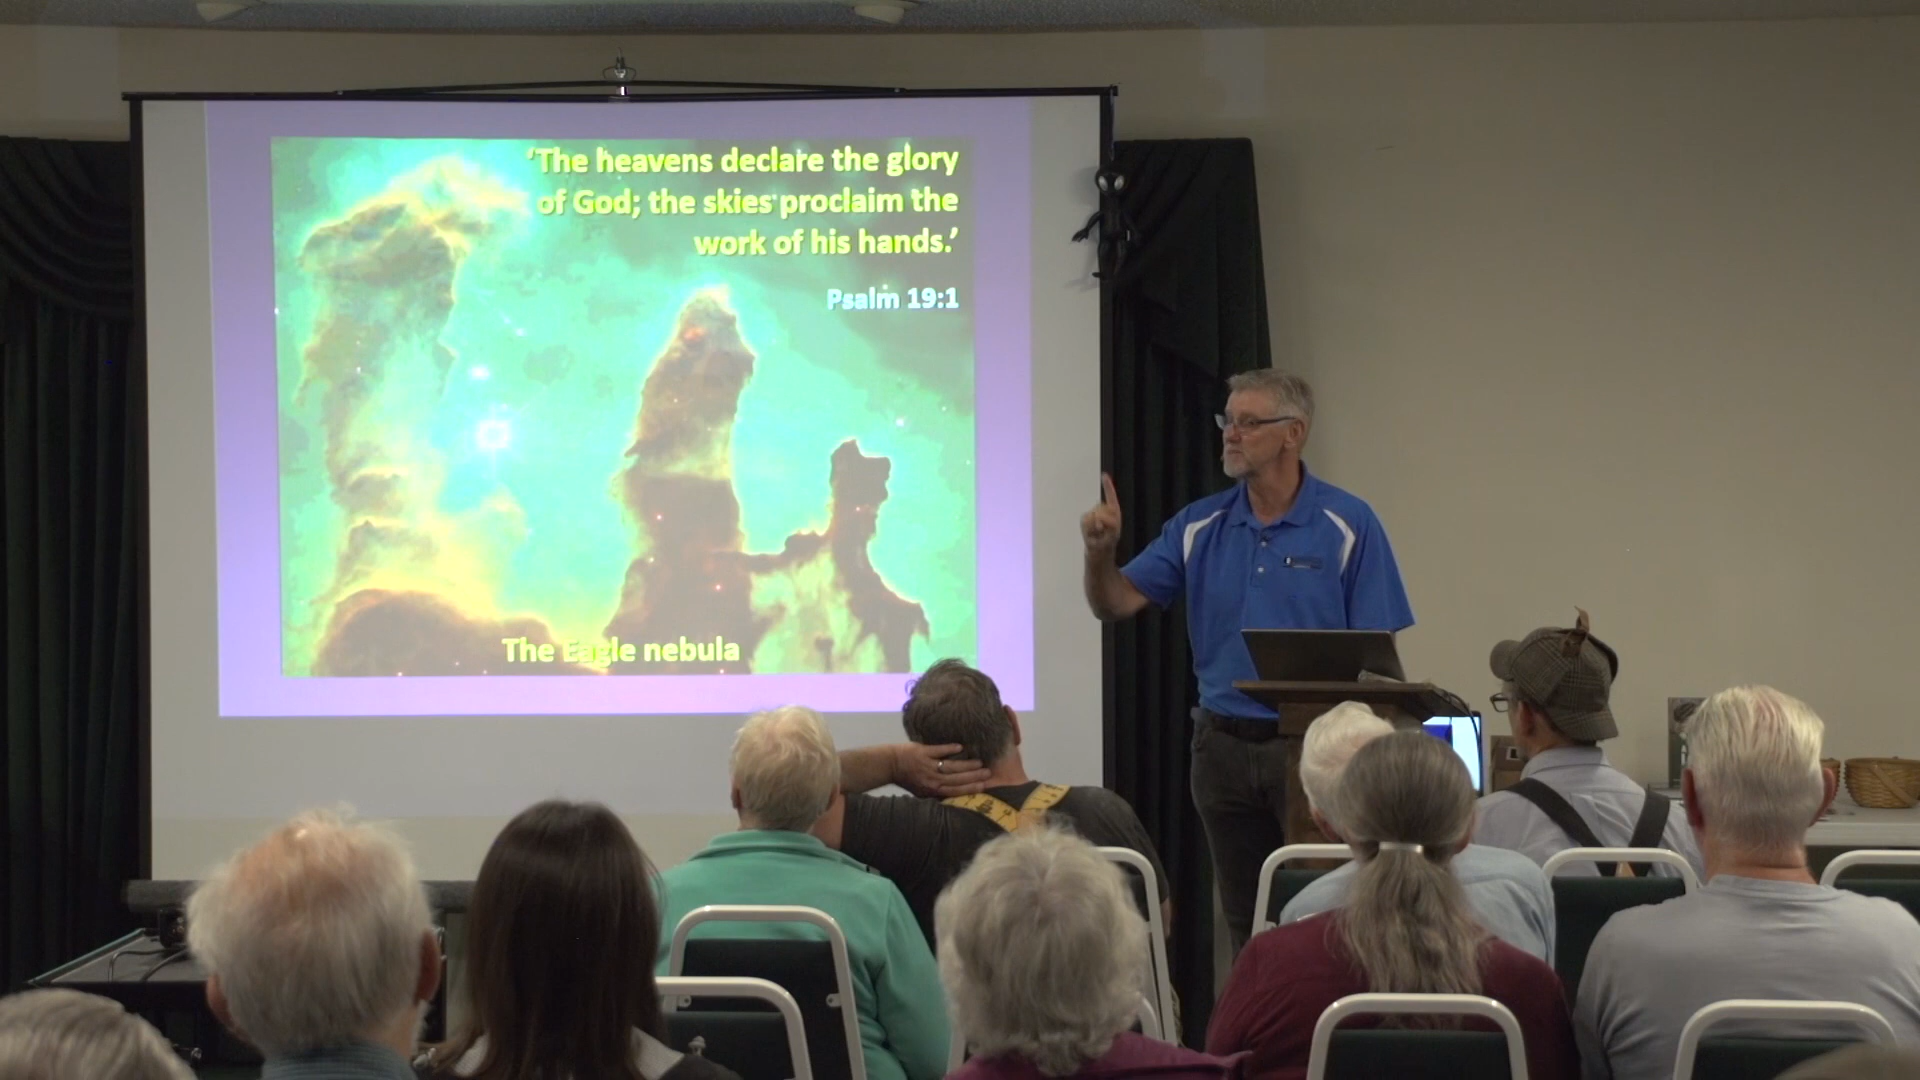 'The heavens declare the glory
of God; the skies proclaim the
work of his hands.'
Psalm 19:1
The Eagle nebula